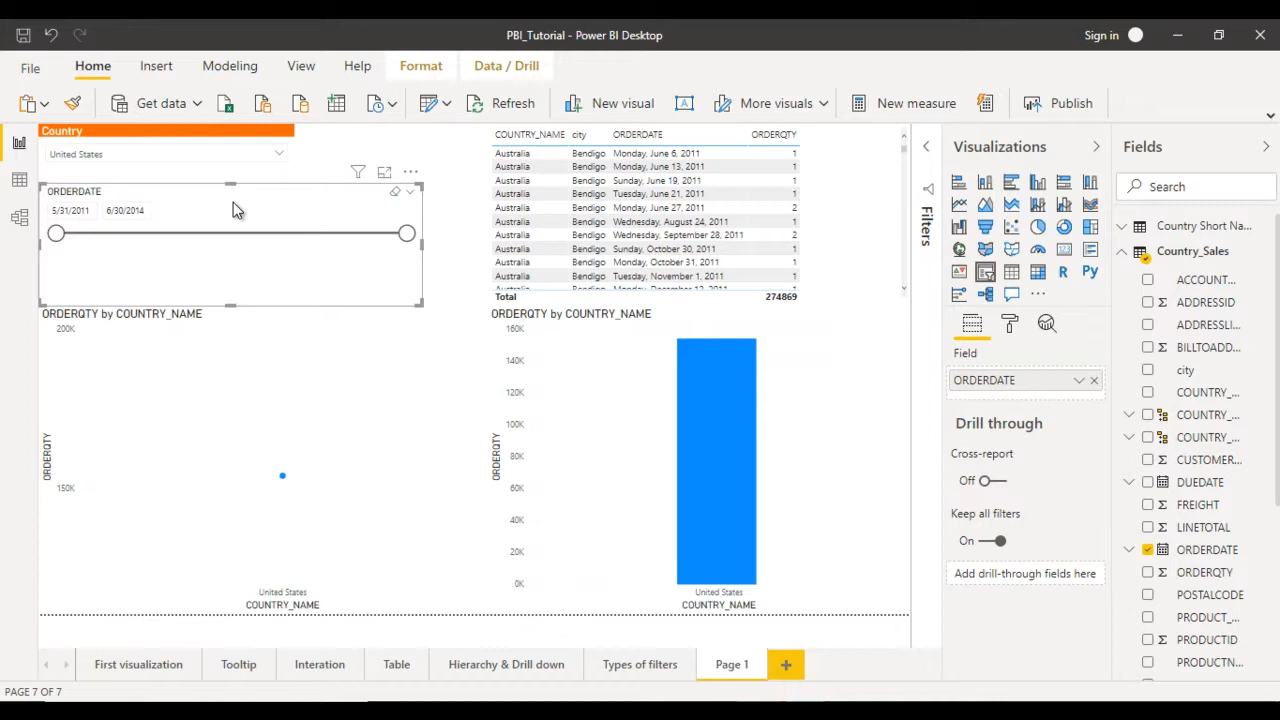 PBI_Tutorial - Power BI Desktop
Sign in
File
Home
Insert
Modeling
View
Help
Format
Data / Drill
Get data
Refresh
New visual
More visuals
New measure
Publish
Country
United States
ORDERDATE
5/31/2011 6/30/2014
COUNTRY_NAME city ORDERDATE ORDERQTY
Australia Bendigo Monday, June 6, 2011 1
Australia Bendigo Monday, June 13, 2011 1
Australia Bendigo Sunday, June 19, 2011 1
Australia Bendigo Tuesday, June 21, 2011 1
Australia Bendigo Monday, June 27, 2011 2
Australia Bendigo Wednesday, August 24, 2011 1
Australia Bendigo Wednesday, September 28, 2011 2
Australia Bendigo Sunday, October 30, 2011 1
Australia Bendigo Monday, October 31, 2011 1
Australia Bendigo Tuesday, November 1, 2011 1
Australia Bendigo Monday, December 12, 2011 1
Total 274869
ORDERQTY by COUNTRY_NAME
200K
150K
ORDERQTY
United States
COUNTRY_NAME
ORDERQTY by COUNTRY_NAME
160K
140K
120K
100K
80K
60K
40K
20K
0K
ORDERQTY
United States
COUNTRY_NAME
Filters
Visualizations
R Py
Field
ORDERDATE
Drill through
Cross-report
Off
Keep all filters
On
Add drill-through fields here
Fields
Search
Country Short Na...
Country_Sales
ACCOUNT...
ADDRESSID
ADDRESSLI...
BILLTOADD...
city
COUNTRY_...
COUNTRY_...
COUNTRY_...
CUSTOMER...
DUEDATE
FREIGHT
LINETOTAL
ORDERDATE
ORDERQTY
POSTALCODE
PRODUCT_...
PRODUCTID
PRODUCTN...
First visualization
Tooltip
Interation
Table
Hierarchy & Drill down
Types of filters
Page 1
PAGE 7 OF 7